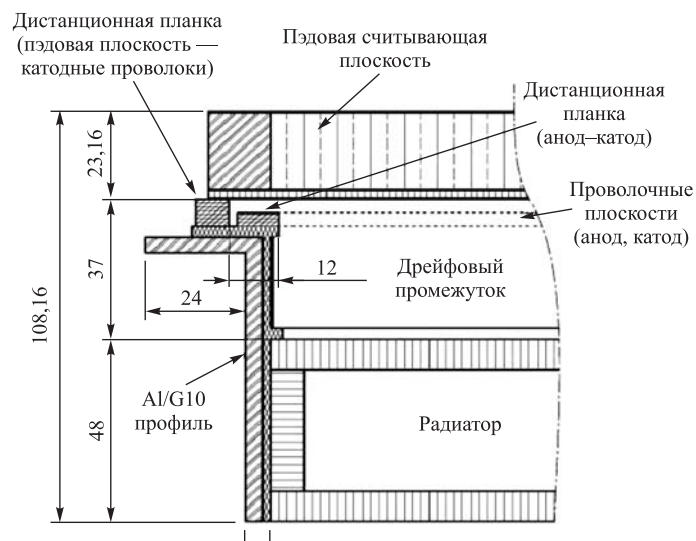 Дистанционная планка
(пэдовая плоскость —
катодные проволоки)
Пэдовая считывающая
плоскость
Дистанционная
планка
(анод–катод)
Проволочные
плоскости
(анод, катод)
23,16
37
108,16
48
24
12
Дрейфовый
промежуток
Al/G10
профиль
Радиатор